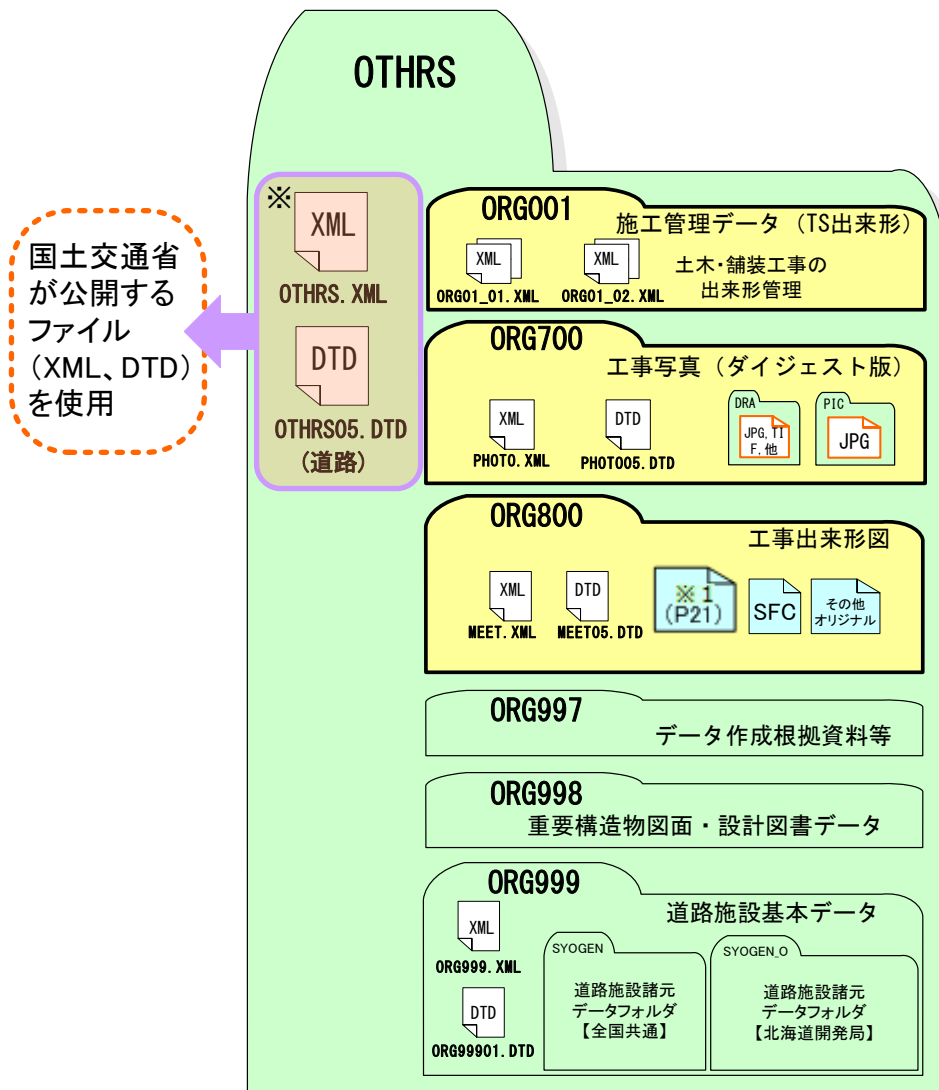 OTHRS
※
XML
OTHRS.XML
DTD
OTHRS05.DTD
(道路)
国土交通省
が公開する
ファイル
(XML、DTD)
を使用
ORG001
施工管理データ (TS出来形)
XML
ORG01_01.XML
XML
ORG01_02.XML
土木・舗装工事の
出来形管理
ORG700
工事写真 (ダイジェスト版)
XML
PHOTO.XML
DTD
PHOTO05.DTD
DRA
JPG,TI
F,他
PIC
JPG
ORG800
工事出来形図
XML
MEET.XML
DTD
MEET05.DTD
※1
(P21)
SFC
その他
オリジナル
ORG997
データ作成根拠資料等
ORG998
重要構造物図面・設計図書データ
ORG999
道路施設基本データ
XML
ORG999.XML
DTD
ORG99901.DTD
SYOGEN
道路施設諸元
データフォルダ
【全国共通】
SYOGEN_O
道路施設諸元
データフォルダ
【北海道開発局】